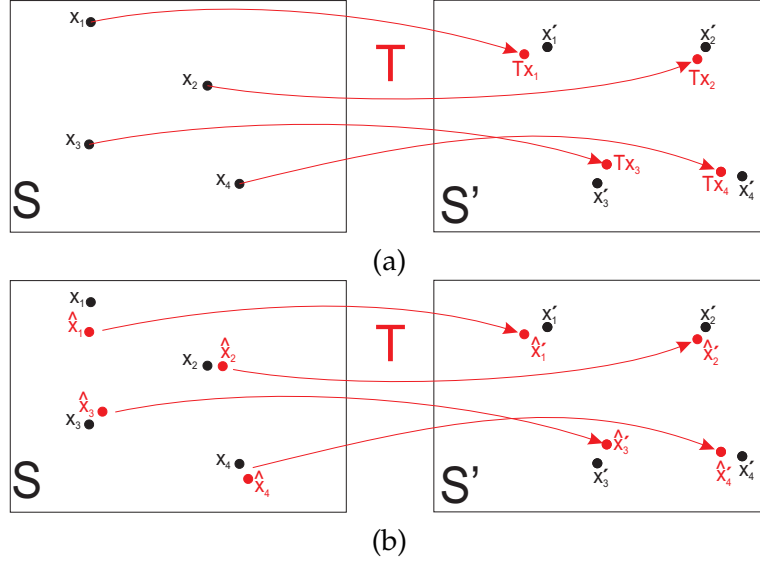 x₁ x′₁ x′₂
T
Tx₁ Tx₂
x₂
x₃ Tx₃
x₄ x′₃ Tx₄ x′₄
S S’
(a)
x₁ x′₁ x′₂
x̂₁ T x̂′₁ x̂′₂
x₂ x̂₂
x̂₃
x₃ x̂′₃
x₄ x′₃ x̂′₄ x′₄
S x̂₄ S’
(b)